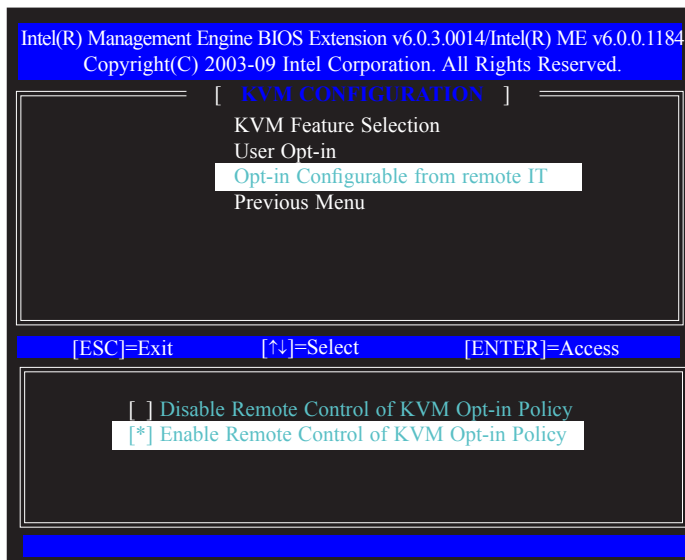 Intel(R) Management Engine BIOS Extension v6.0.3.0014/Intel(R) ME v6.0.0.1184
Copyright(C) 2003-09 Intel Corporation. All Rights Reserved.
[ KVM CONFIGURATION ]
KVM Feature Selection
User Opt-in
Opt-in Configurable from remote IT
Previous Menu
[ESC]=Exit [↑↓]=Select [ENTER]=Access
[ ] Disable Remote Control of KVM Opt-in Policy
[*] Enable Remote Control of KVM Opt-in Policy